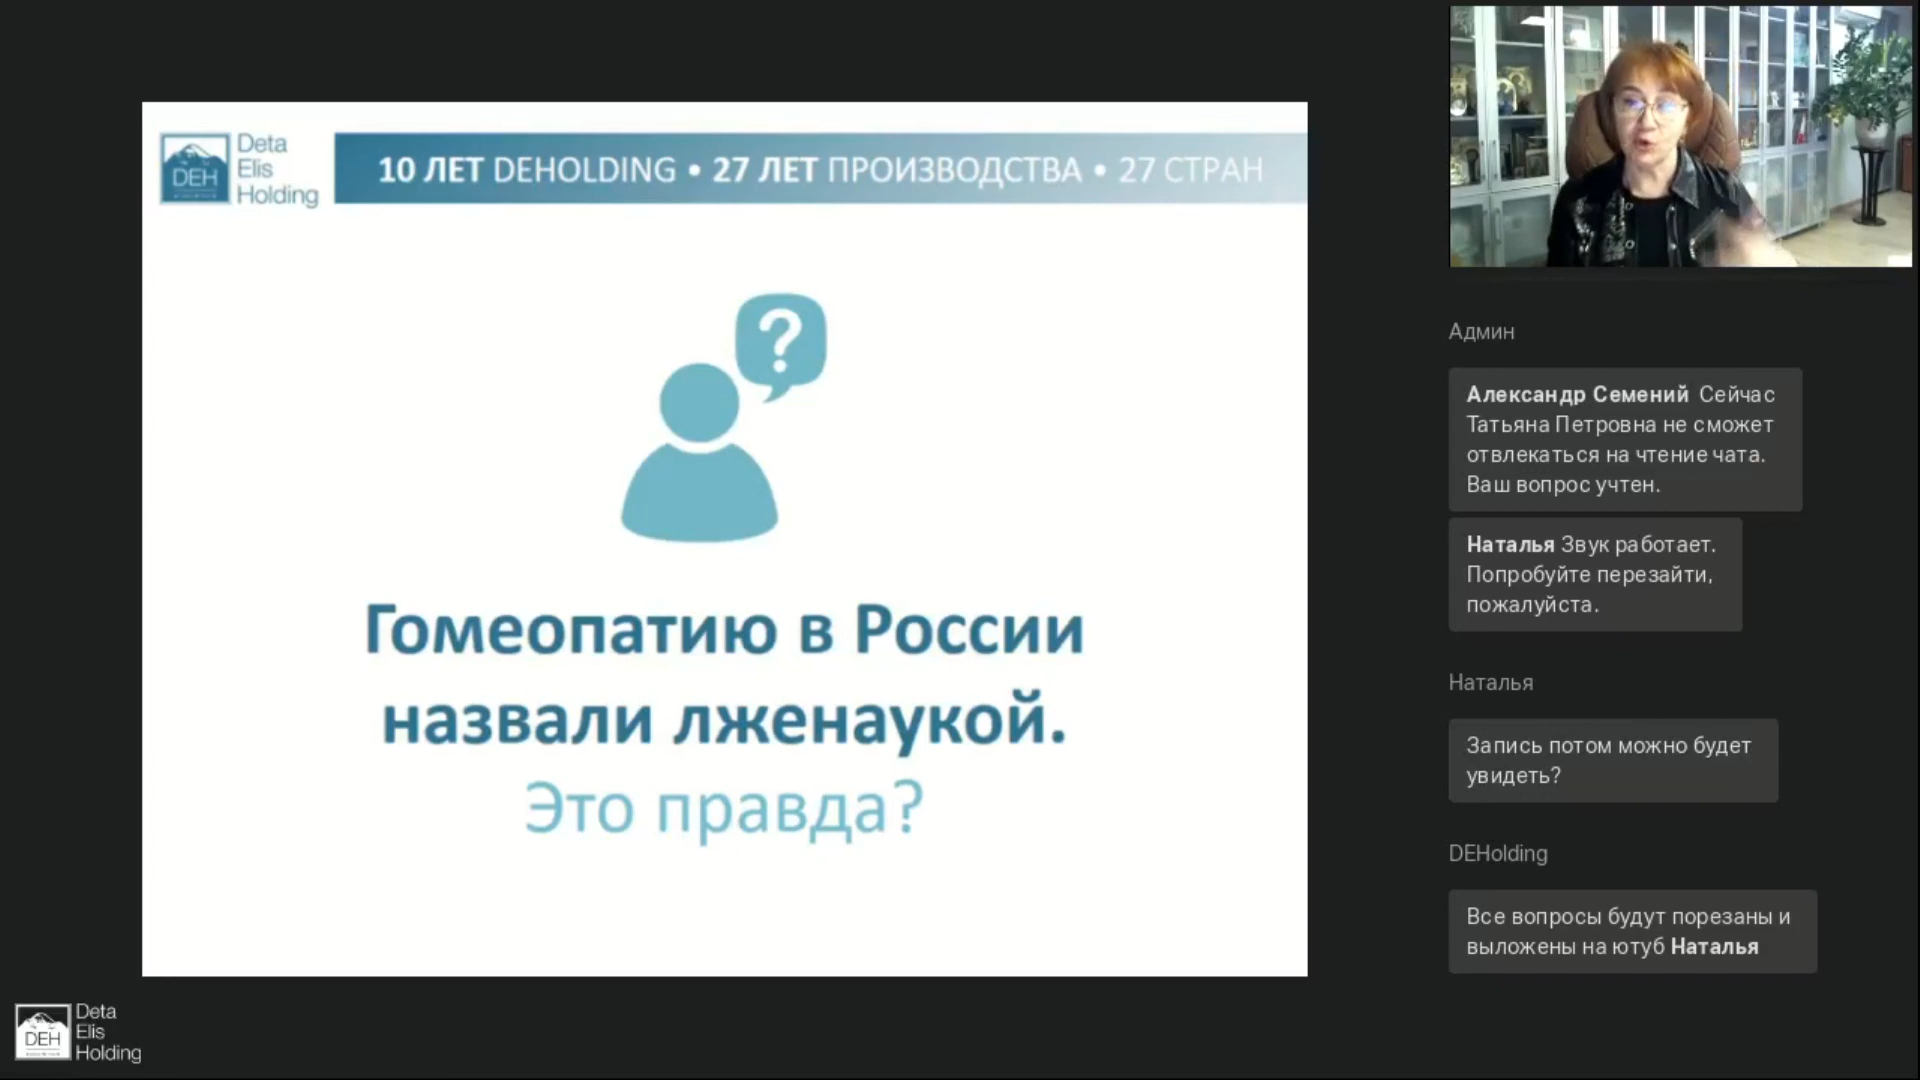 Deta
Elis
Holding
DEH
10 ЛЕТ DEHOLDING • 27 ЛЕТ ПРОИЗВОДСТВА • 27 СТРАН
?
Гомеопатию в России
назвали лженаукой.
Это правда?
Админ
Александр Семений Сейчас
Татьяна Петровна не сможет
отвлекаться на чтение чата.
Ваш вопрос учтен.
Наталья Звук работает.
Попробуйте перезайти,
пожалуйста.
Наталья
Запись потом можно будет
увидеть?
DEHolding
Все вопросы будут порезаны и
выложены на ютуб Наталья
Deta
Elis
Holding
DEH